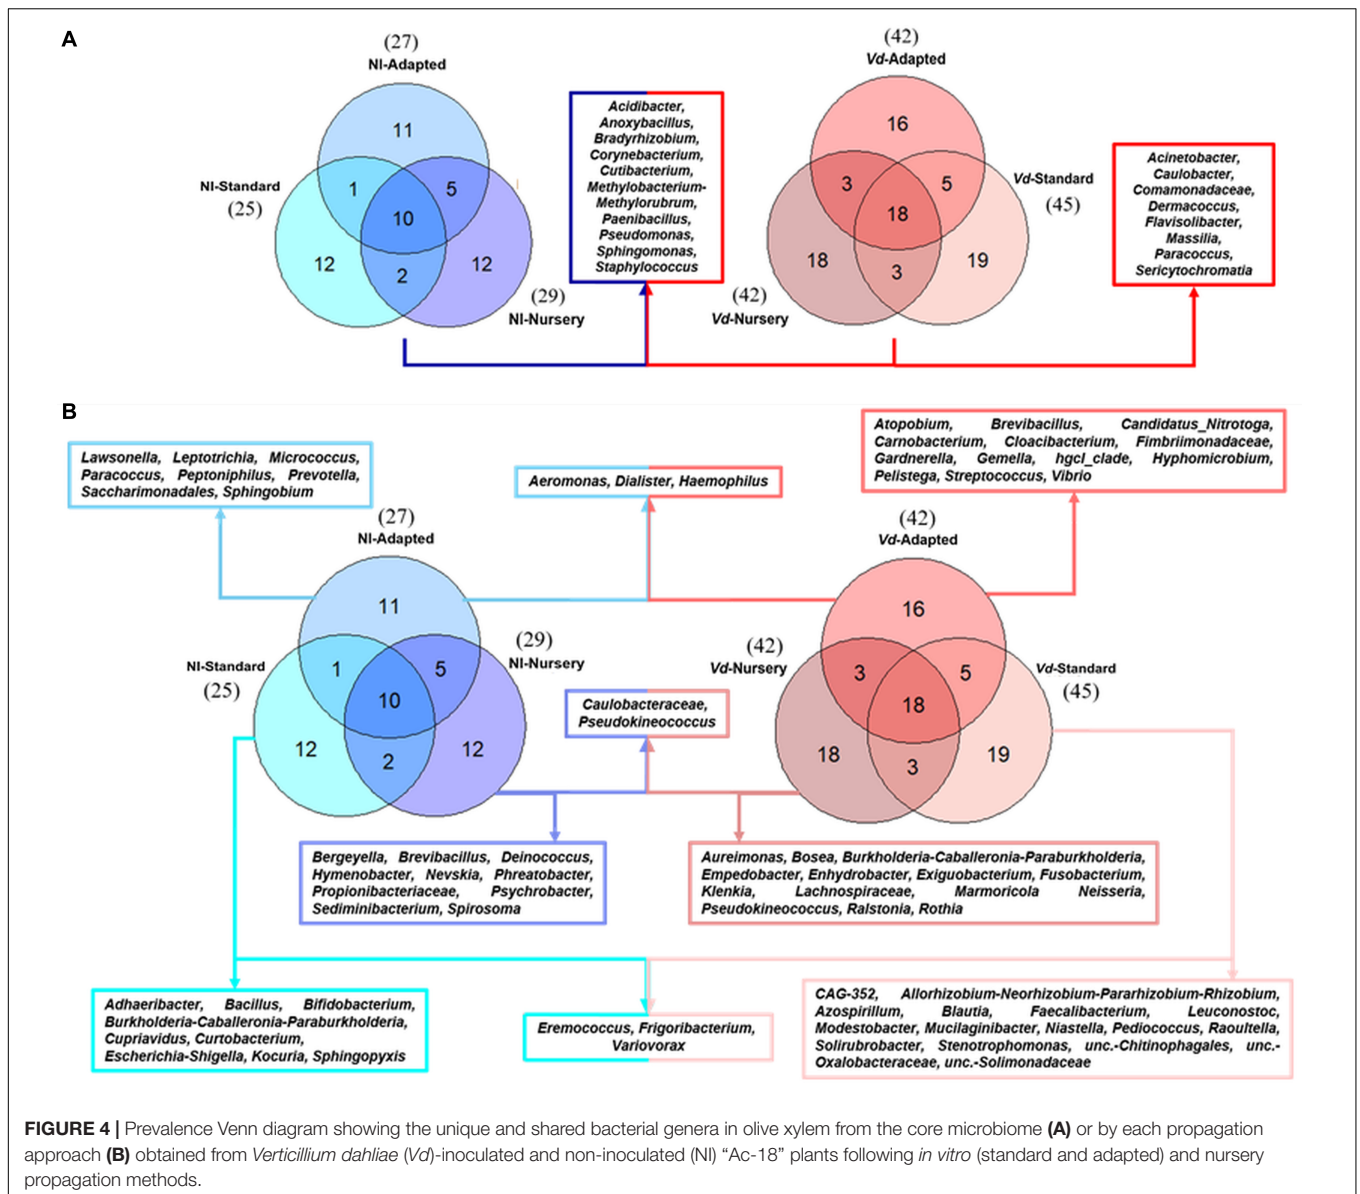 A
(27)
NI-Adapted
11
NI-Standard
(25)
1
5
10
12
2
12
(29)
NI-Nursery
Acidibacter,
Anoxybacillus,
Bradyrhizobium,
Corynebacterium,
Cutibacterium,
Methylobacterium-
Methylorubrum,
Paenibacillus,
Pseudomonas,
Sphingomonas,
Staphylococcus
(42)
Vd-Adapted
16
3
5
Vd-Standard
(45)
18
18
3
19
(42)
Vd-Nursery
Acinetobacter,
Caulobacter,
Comamonadaceae,
Dermacoccus,
Flavisolibacter,
Massilia,
Paracoccus,
Sericytochromatia
B
Lawsonella, Leptotrichia, Micrococcus,
Paracoccus, Peptoniphilus, Prevotella,
Saccharimonadales, Sphingobium
Aeromonas, Dialister, Haemophilus
Atopobium, Brevibacillus, Candidatus_Nitrotoga,
Carnobacterium, Cloacibacterium, Fimbriimonadaceae,
Gardnerella, Gemella, hgcl_clade, Hyphomicrobium,
Pelistega, Streptococcus, Vibrio
(27)
NI-Adapted
11
NI-Standard
(25)
1
5
10
12
2
12
(29)
NI-Nursery
(42)
Vd-Adapted
16
(42)
Vd-Nursery
3
5
18
18
3
19
Vd-Standard
(45)
Caulobacteraceae,
Pseudokineococcus
Bergeyella, Brevibacillus, Deinococcus,
Hymenobacter, Nevskia, Phreatobacter,
Propionibacteriaceae, Psychrobacter,
Sediminibacterium, Spirosoma
Aureimonas, Bosea, Burkholderia-Caballeronia-Paraburkholderia,
Empedobacter, Enhydrobacter, Exiguobacterium, Fusobacterium,
Klenkia, Lachnospiraceae, Marmoricola Neisseria,
Pseudokineococcus, Ralstonia, Rothia
Adhaeribacter, Bacillus, Bifidobacterium,
Burkholderia-Caballeronia-Paraburkholderia,
Cupriavidus, Curtobacterium,
Escherichia-Shigella, Kocuria, Sphingopyxis
Eremococcus, Frigoribacterium,
Variovorax
CAG-352, Allorhizobium-Neorhizobium-Pararhizobium-Rhizobium,
Azospirillum, Blautia, Faecalibacterium, Leuconostoc,
Modestobacter, Mucilaginibacter, Niastella, Pediococcus, Raoultella,
Solirubrobacter, Stenotrophomonas, unc.-Chitinophagales, unc.-
Oxalobacteraceae, unc.-Solimonadaceae
FIGURE 4 | Prevalence Venn diagram showing the unique and shared bacterial genera in olive xylem from the core microbiome (A) or by each propagation
approach (B) obtained from Verticillium dahliae (Vd)-inoculated and non-inoculated (NI) “Ac-18” plants following in vitro (standard and adapted) and nursery
propagation methods.